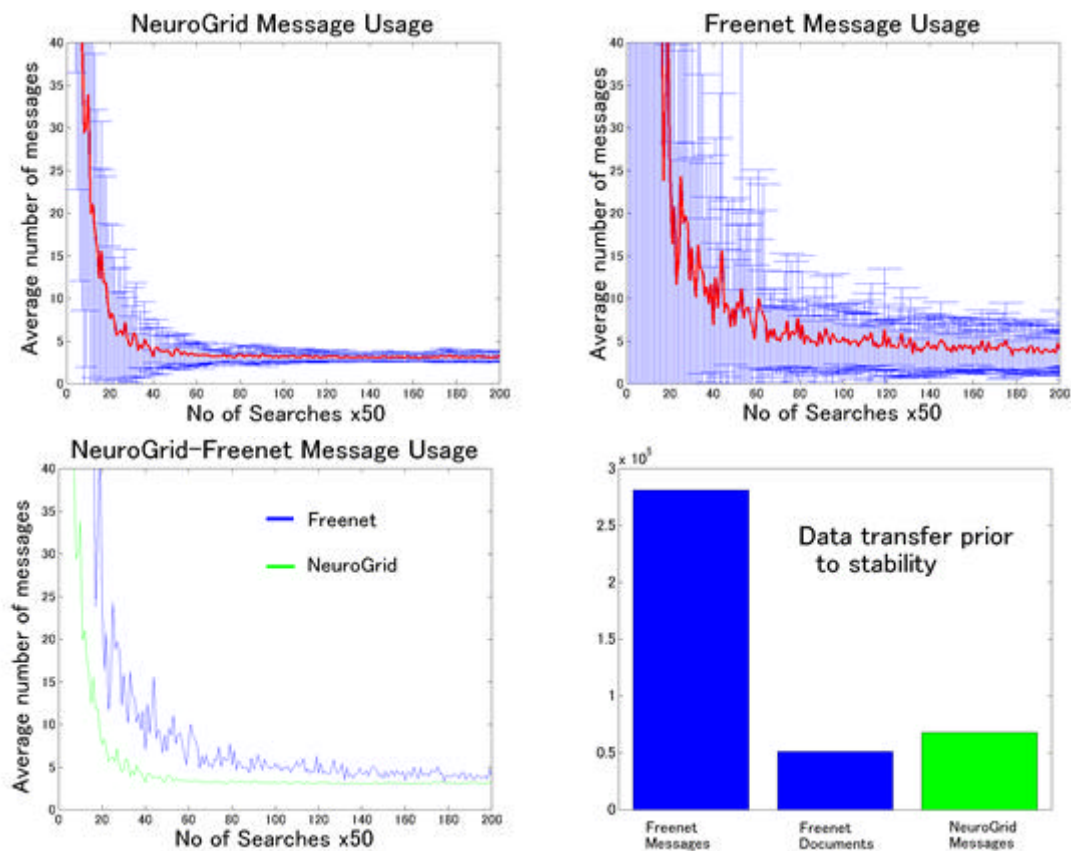 NeuroGrid Message Usage
Average number of messages
40
35
30
25
20
15
10
5
0
0 20 40 60 80 100 120 140 160 180 200
No of Searches x50
Freenet Message Usage
Average number of messages
40
35
30
25
20
15
10
5
0
0 20 40 60 80 100 120 140 160 180 200
No of Searches x50
NeuroGrid-Freenet Message Usage
Average number of messages
40
35
30
25
20
15
10
5
0
Freenet
NeuroGrid
0 20 40 60 80 100 120 140 160 180 200
No of Searches x50
x 10
3
2.5
2
1.5
1
0.5
0
Data transfer prior
to stability
Freenet
Messages
Freenet
Documents
NeuroGrid
Messages